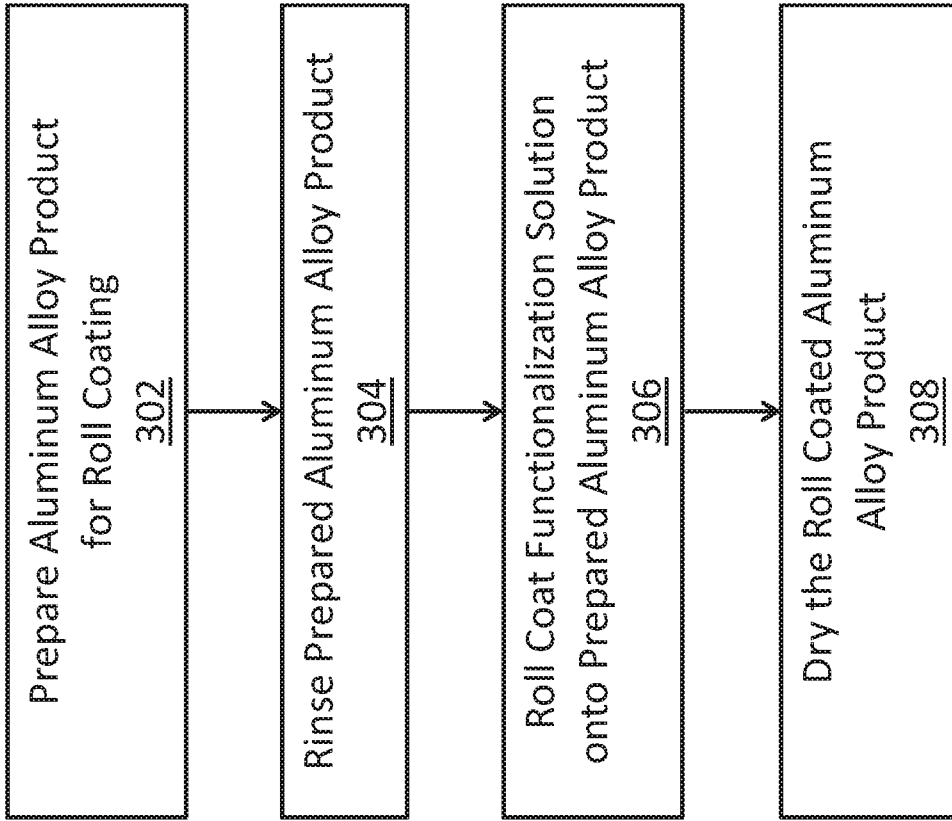 Prepare Aluminum Alloy Product
for Roll Coating
302
Rinse Prepared Aluminum Alloy Product
304
Roll Coat Functionalization Solution
onto Prepared Aluminum Alloy Product
306
Dry the Roll Coated Aluminum
Alloy Product
308